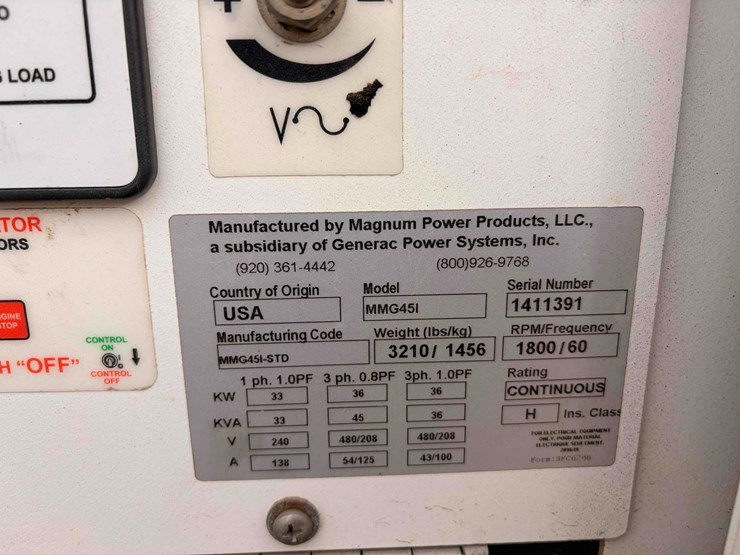 O
LOAD
+ -
V
Manufactured by Magnum Power Products, LLC.,
a subsidiary of Generac Power Systems, Inc.
(920) 361-4442 (800)926-9768
Country of Origin Model Serial Number
USA MMG45I 1411391
Manufacturing Code Weight (lbs/kg) RPM/Frequency
MMG45I-STD 3210/ 1456 1800/60
1 ph. 1.0PF 3 ph. 0.8PF 3ph. 1.0PF Rating
KW 33 36 36 CONTINUOUS
KVA 33 45 36 H Ins. Class
V 240 480/208 480/208
A 138 54/125 43/100
TOR
ORS
GINE
TOP
CONTROL
ON
H "OFF"
CONTROL
OFF